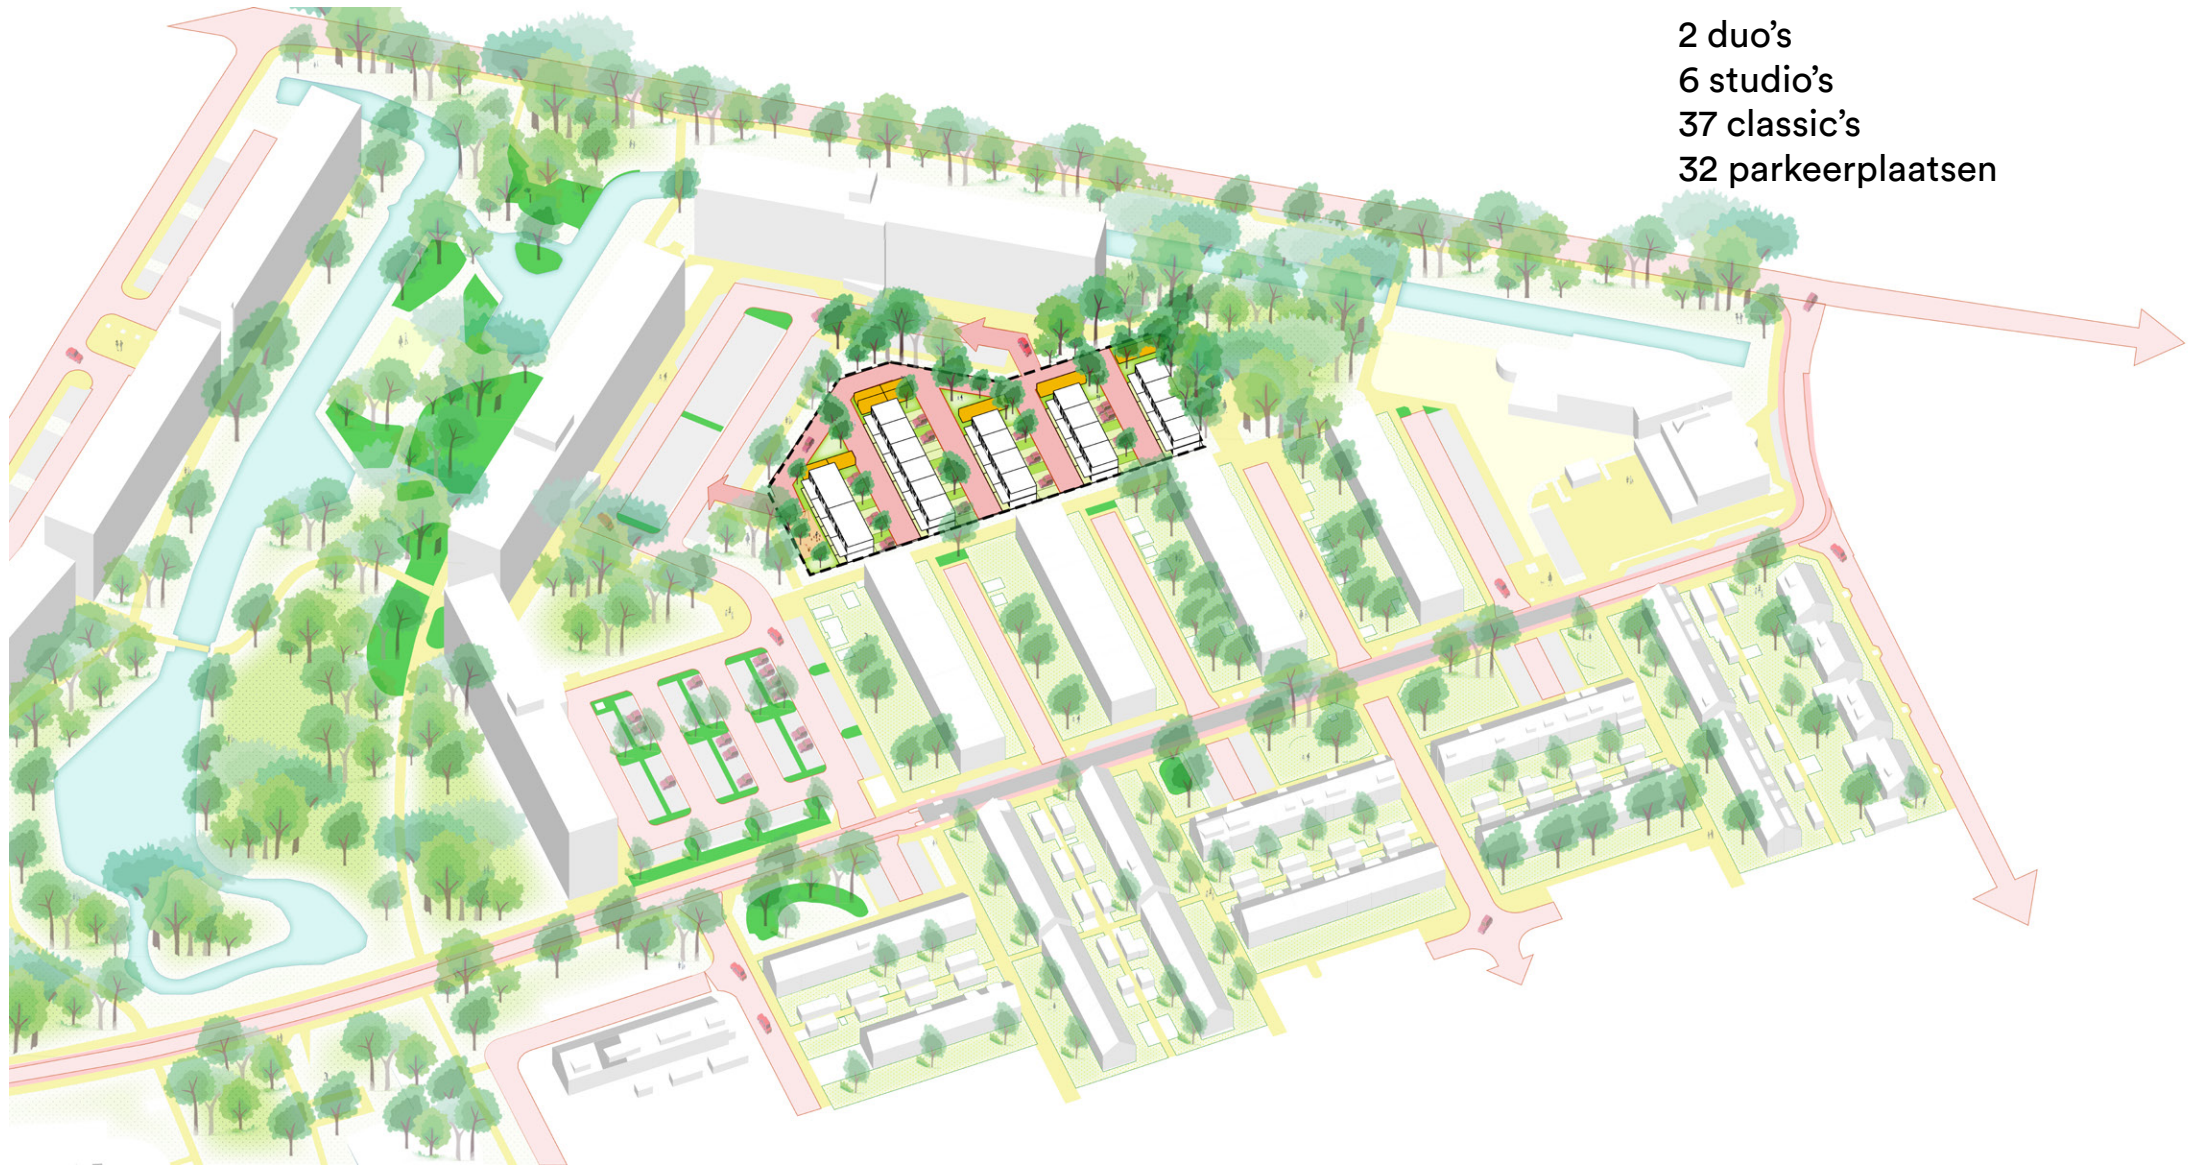 2 duo’s
6 studio’s
37 classic’s
32 parkeerplaatsen